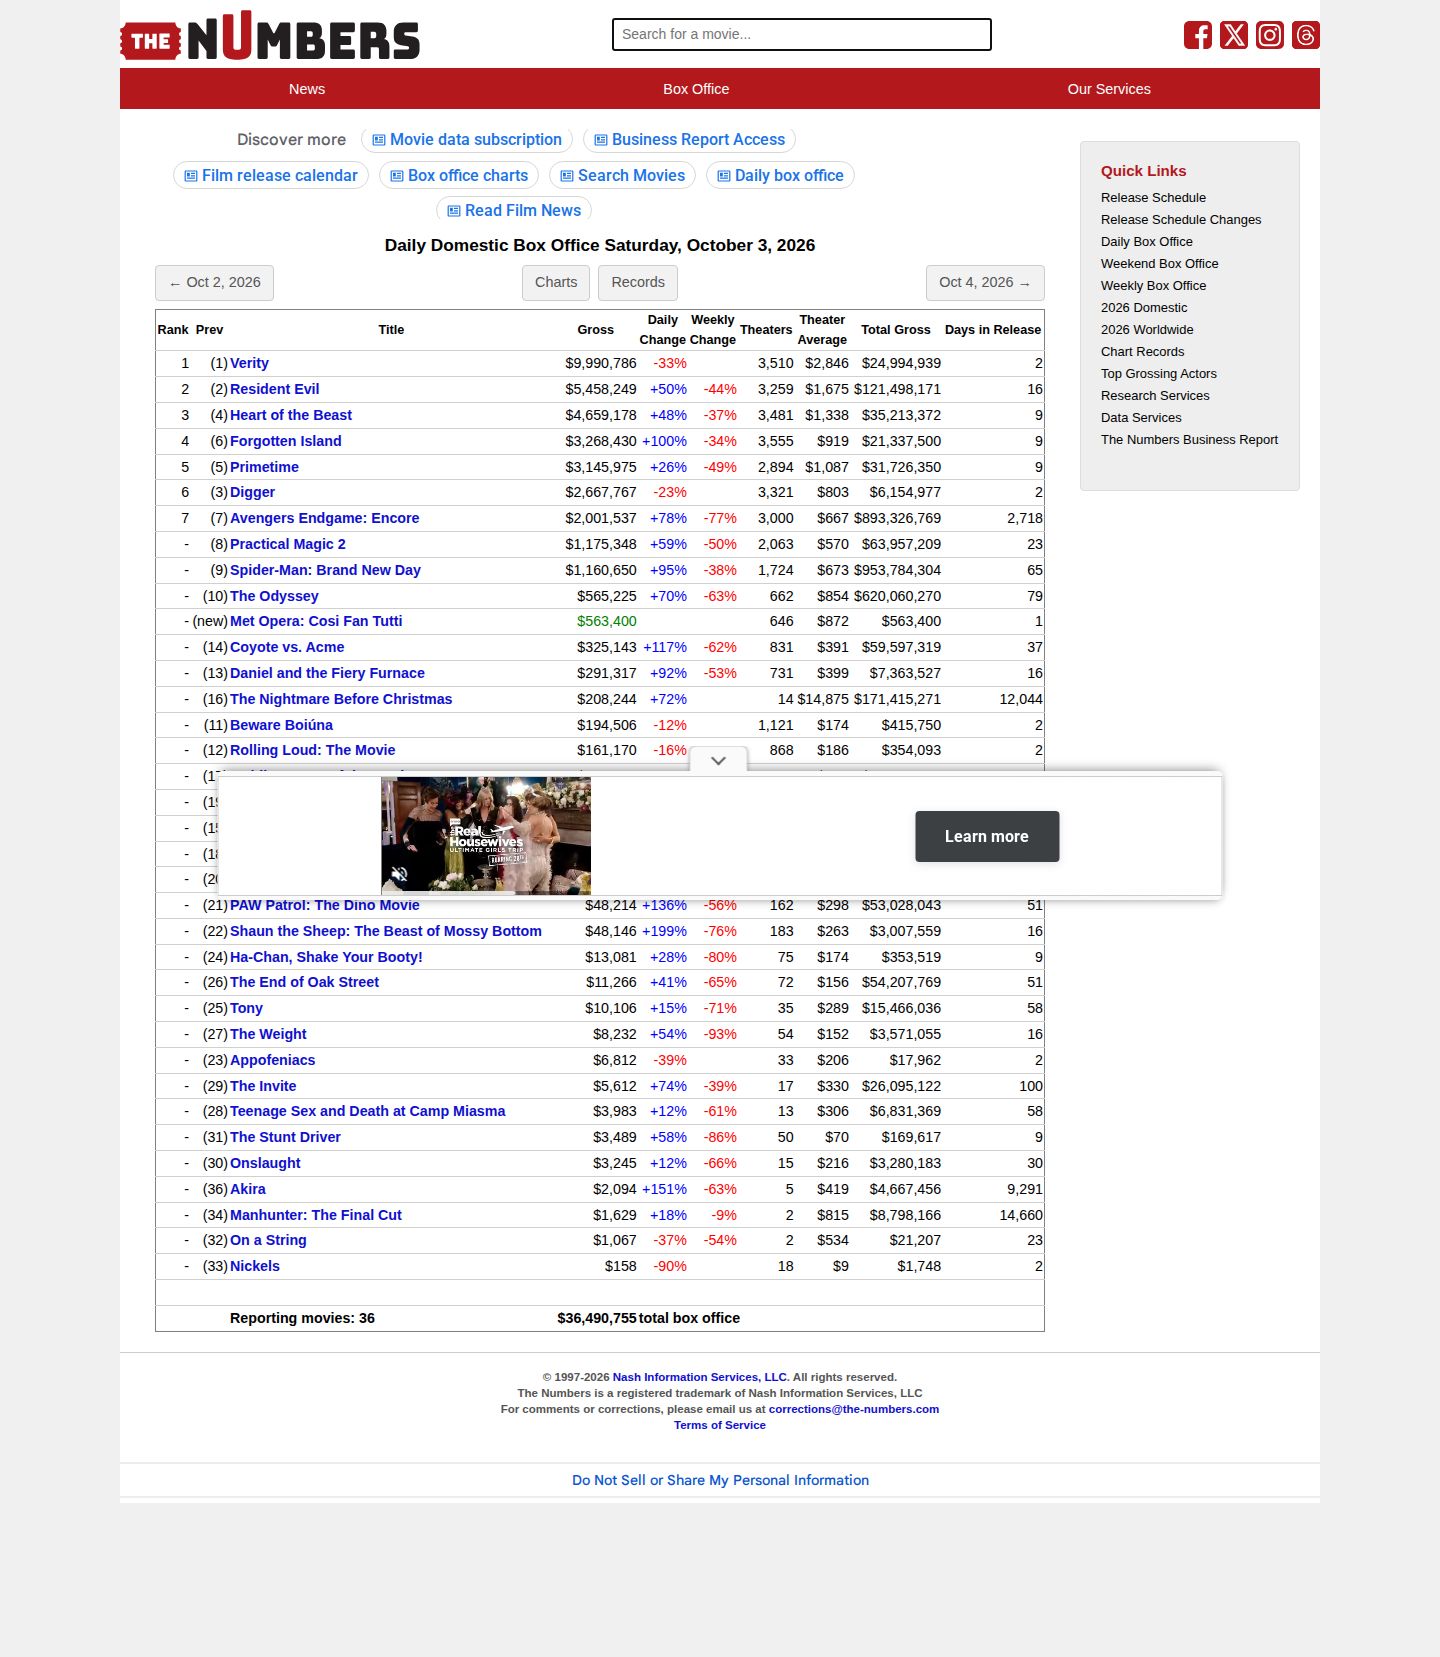 THE NUMBERS
Search for a movie...
News Box Office Our Services
Discover more Movie data subscription Business Report Access
Film release calendar Box office charts Search Movies Daily box office
Read Film News
Quick Links
Release Schedule
Release Schedule Changes
Daily Box Office
Weekend Box Office
Weekly Box Office
2026 Domestic
2026 Worldwide
Chart Records
Top Grossing Actors
Research Services
Data Services
The Numbers Business Report
Daily Domestic Box Office Saturday, October 3, 2026
← Oct 2, 2026 Charts Records Oct 4, 2026 →
Rank Prev Title Gross Daily Change Weekly Change Theaters Theater Average Total Gross Days in Release
1 (1) Verity $9,990,786 -33% 3,510 $2,846 $24,994,939 2
2 (2) Resident Evil $5,458,249 +50% -44% 3,259 $1,675 $121,498,171 16
3 (4) Heart of the Beast $4,659,178 +48% -37% 3,481 $1,338 $35,213,372 9
4 (6) Forgotten Island $3,268,430 +100% -34% 3,555 $919 $21,337,500 9
5 (5) Primetime $3,145,975 +26% -49% 2,894 $1,087 $31,726,350 9
6 (3) Digger $2,667,767 -23% 3,321 $803 $6,154,977 2
7 (7) Avengers Endgame: Encore $2,001,537 +78% -77% 3,000 $667 $893,326,769 2,718
- (8) Practical Magic 2 $1,175,348 +59% -50% 2,063 $570 $63,957,209 23
- (9) Spider-Man: Brand New Day $1,160,650 +95% -38% 1,724 $673 $953,784,304 65
- (10) The Odyssey $565,225 +70% -63% 662 $854 $620,060,270 79
- (new) Met Opera: Cosi Fan Tutti $563,400 646 $872 $563,400 1
- (14) Coyote vs. Acme $325,143 +117% -62% 831 $391 $59,597,319 37
- (13) Daniel and the Fiery Furnace $291,317 +92% -53% 731 $399 $7,363,527 16
- (16) The Nightmare Before Christmas $208,244 +72% 14 $14,875 $171,415,271 12,044
- (11) Beware Boiúna $194,506 -12% 1,121 $174 $415,750 2
- (12) Rolling Loud: The Movie $161,170 -16% 868 $186 $354,093 2
-
-
-
-
-
the Real Housewives
ULTIMATE GIRLS TRIP
ROARING 20TH
Learn more
- (21) PAW Patrol: The Dino Movie $48,214 +136% -56% 162 $298 $53,028,043 51
- (22) Shaun the Sheep: The Beast of Mossy Bottom $48,146 +199% -76% 183 $263 $3,007,559 16
- (24) Ha-Chan, Shake Your Booty! $13,081 +28% -80% 75 $174 $353,519 9
- (26) The End of Oak Street $11,266 +41% -65% 72 $156 $54,207,769 51
- (25) Tony $10,106 +15% -71% 35 $289 $15,466,036 58
- (27) The Weight $8,232 +54% -93% 54 $152 $3,571,055 16
- (23) Appofeniacs $6,812 -39% 33 $206 $17,962 2
- (29) The Invite $5,612 +74% -39% 17 $330 $26,095,122 100
- (28) Teenage Sex and Death at Camp Miasma $3,983 +12% -61% 13 $306 $6,831,369 58
- (31) The Stunt Driver $3,489 +58% -86% 50 $70 $169,617 9
- (30) Onslaught $3,245 +12% -66% 15 $216 $3,280,183 30
- (36) Akira $2,094 +151% -63% 5 $419 $4,667,456 9,291
- (34) Manhunter: The Final Cut $1,629 +18% -9% 2 $815 $8,798,166 14,660
- (32) On a String $1,067 -37% -54% 2 $534 $21,207 23
- (33) Nickels $158 -90% 18 $9 $1,748 2
Reporting movies: 36 $36,490,755 total box office
© 1997-2026 Nash Information Services, LLC. All rights reserved.
The Numbers is a registered trademark of Nash Information Services, LLC
For comments or corrections, please email us at corrections@the-numbers.com
Terms of Service
Do Not Sell or Share My Personal Information